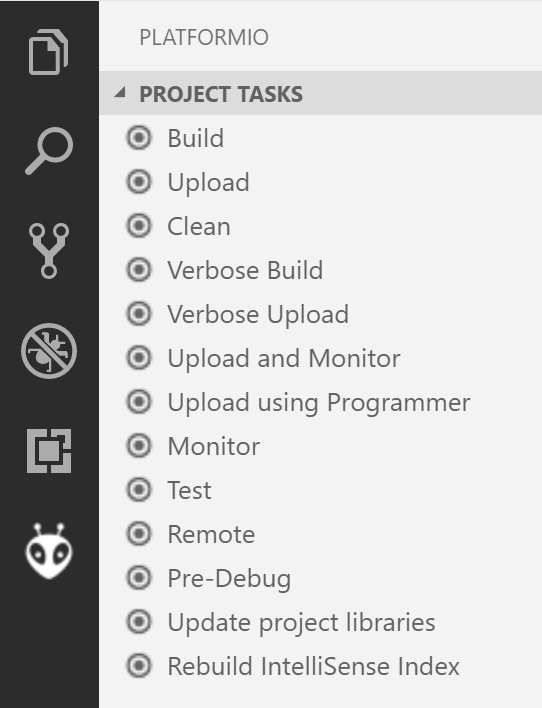 PLATFORMIO
PROJECT TASKS
Build
Upload
Clean
Verbose Build
Verbose Upload
Upload and Monitor
Upload using Programmer
Monitor
Test
Remote
Pre-Debug
Update project libraries
Rebuild IntelliSense Index